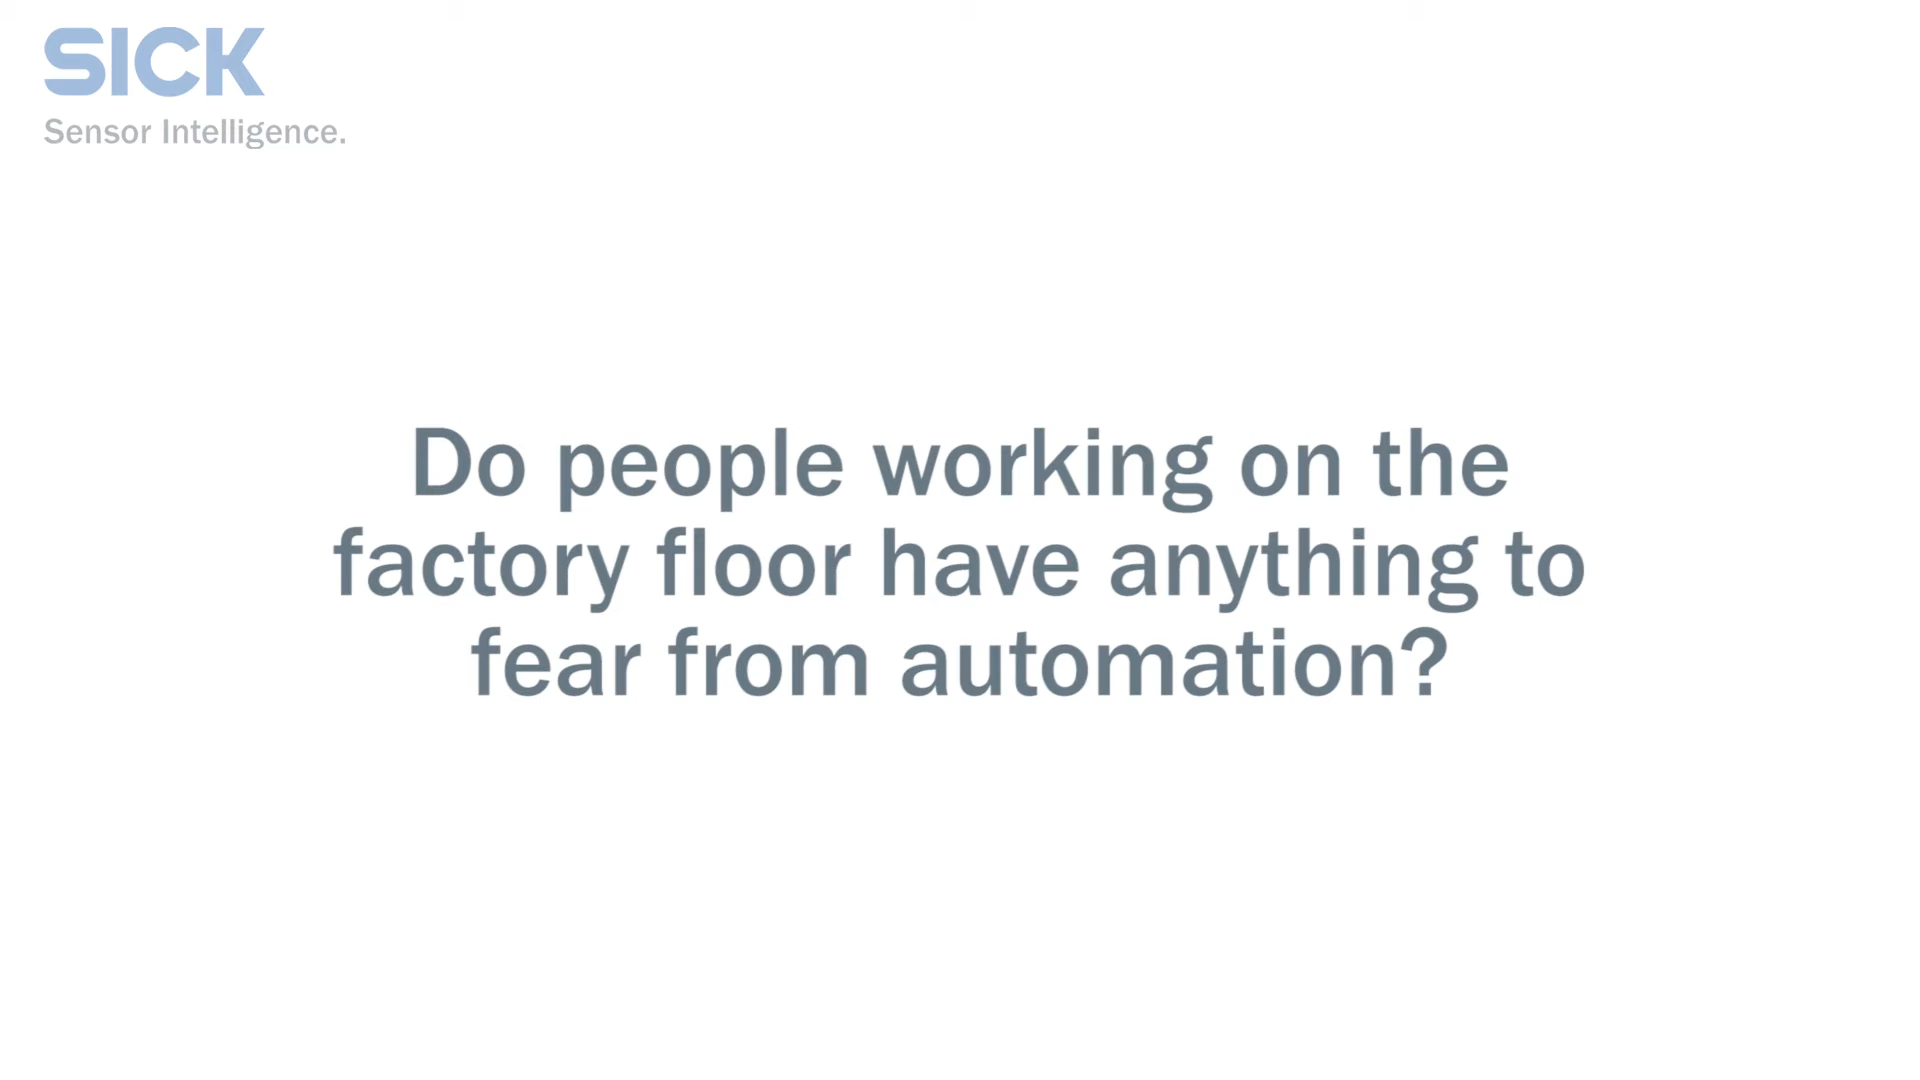 SICK
Sensor Intelligence.
Do people working on the
factory floor have anything to
fear from automation?